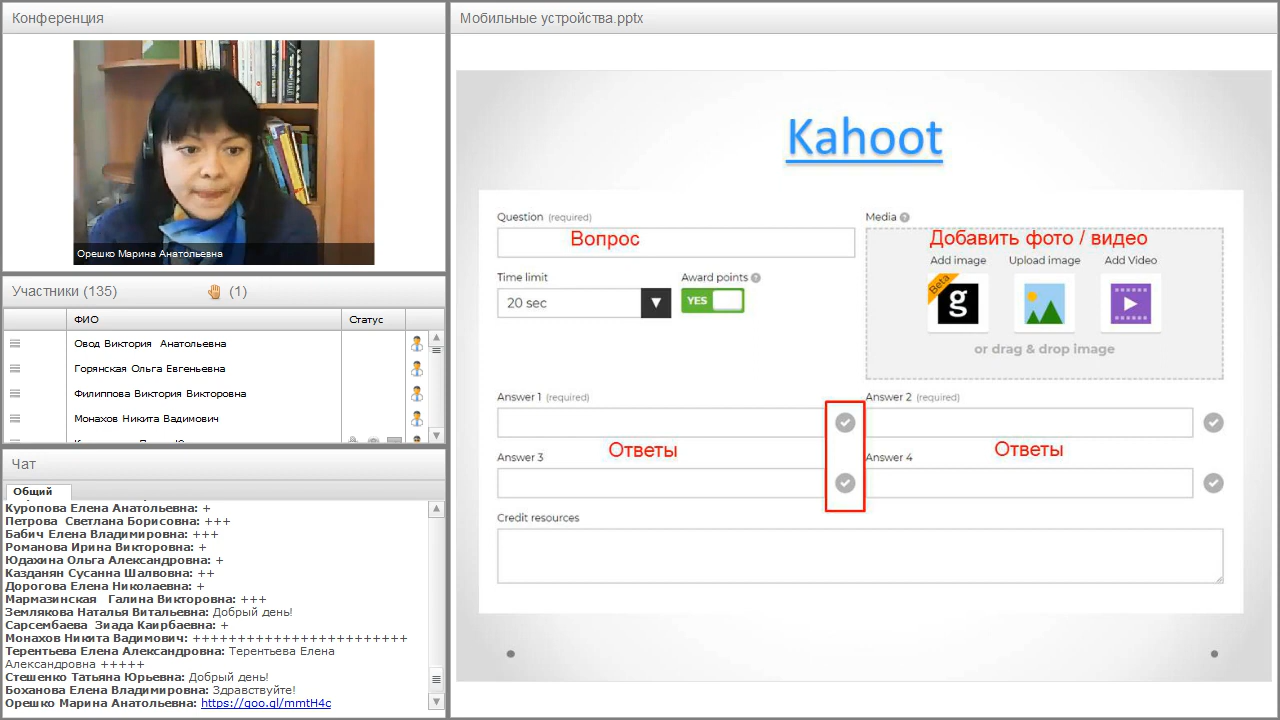 Конференция
Орешко Марина Анатольевна
Участники (135)
(1)
ФИО
Статус
Овод Виктория Анатольевна
Горянская Ольга Евгеньевна
Филиппова Виктория Викторовна
Монахов Никита Вадимович
Чат
Общий
Куропова Елена Анатольевна: +
Петрова Светлана Борисовна: +++
Бабич Елена Владимировна: +++
Романова Ирина Викторовна: +
Юдахина Ольга Александровна: +
Казданян Сусанна Шалвовна: ++
Дорогова Елена Николаевна: +
Мармазинская Галина Викторовна: +++
Землякова Наталья Витальевна: Добрый день!
Сарсембаева Зиада Каирбаевна: +
Монахов Никита Вадимович: ++++++++++++++++++++++++
Терентьева Елена Александровна: Терентьева Елена
Александровна +++++
Стешенко Татьяна Юрьевна: Добрый день!
Боханова Елена Владимировна: Здравствуйте!
Орешко Марина Анатольевна: https://goo.gl/mmtH4c
Мобильные устройства.pptx
Kahoot
Question (required)
Вопрос
Time limit
Award points ?
20 sec
YES
Media ?
Добавить фото / видео
Add image
Upload image
Add Video
Beta
g
or drag & drop image
Answer 1 (required)
Answer 2 (required)
Ответы
Ответы
Answer 3
Answer 4
Credit resources